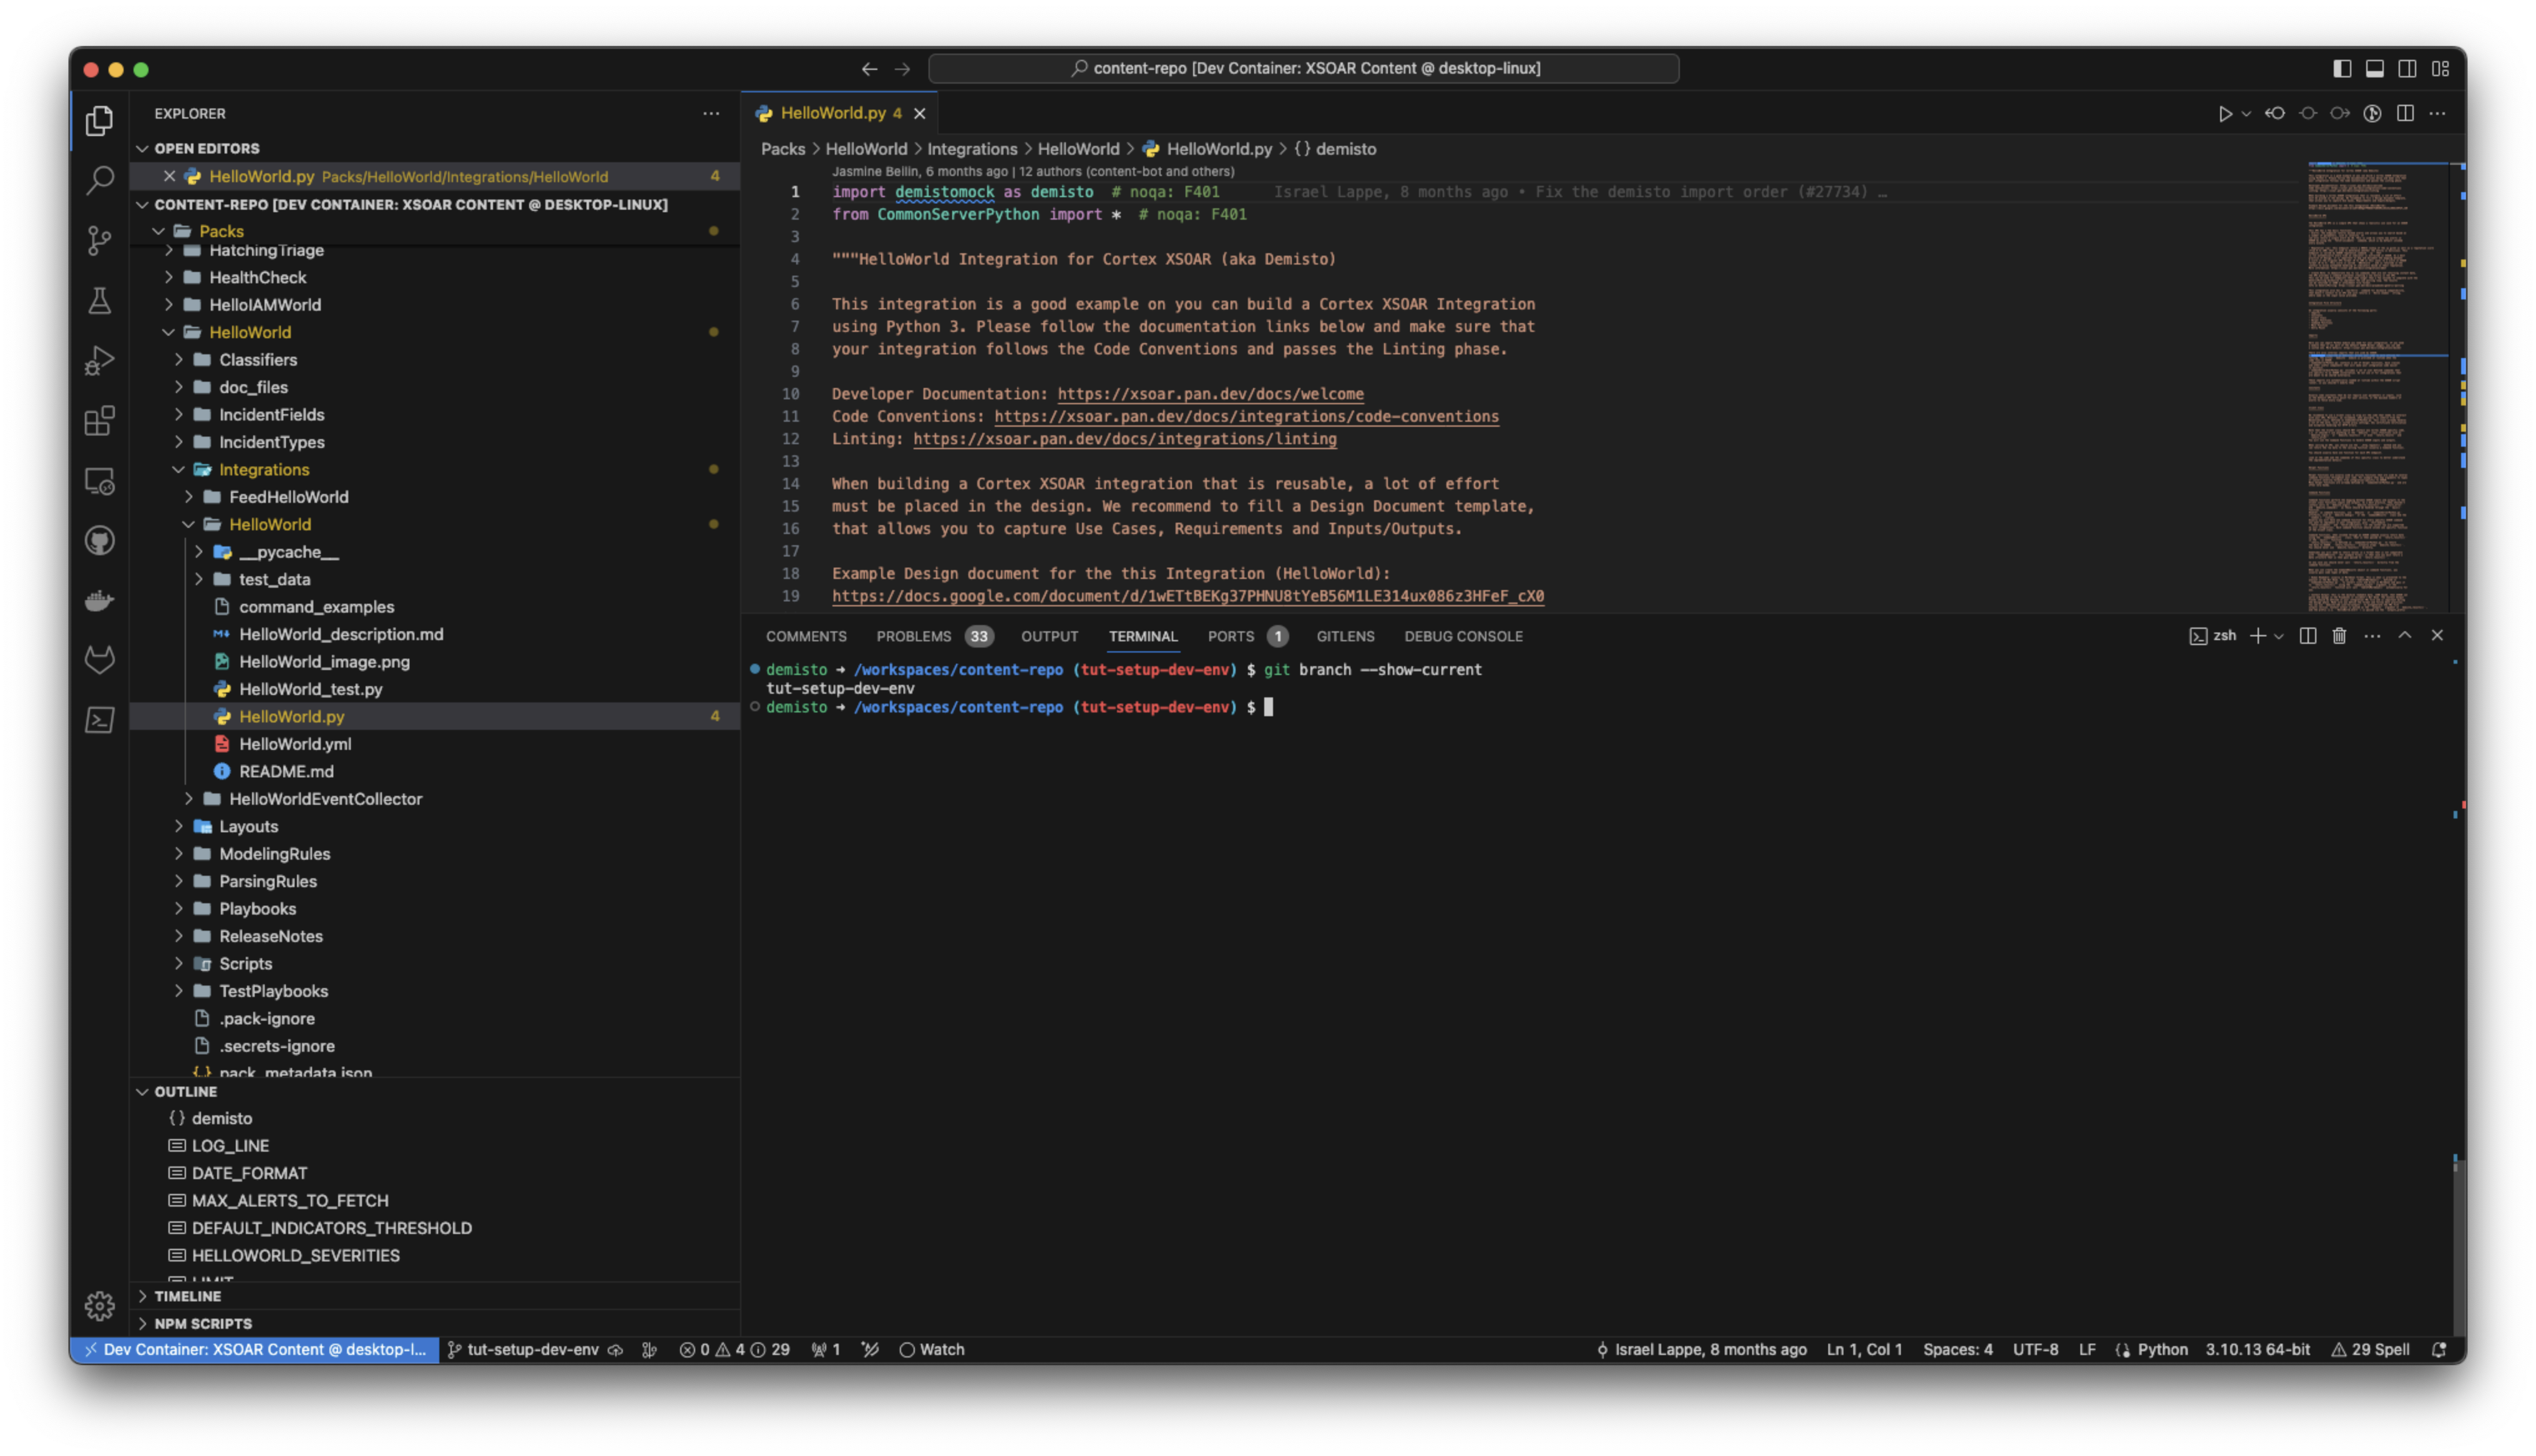 content-repo [Dev Container: XSOAR Content @ desktop-linux]
EXPLORER
OPEN EDITORS
HelloWorld.py Packs/HelloWorld/Integrations/HelloWorld 4
CONTENT-REPO [DEV CONTAINER: XSOAR CONTENT @ DESKTOP-LINUX]
Packs
HatchingTriage
HealthCheck
HelloIAMWorld
HelloWorld
Classifiers
doc_files
IncidentFields
IncidentTypes
Integrations
FeedHelloWorld
HelloWorld
__pycache__
test_data
command_examples
HelloWorld_description.md
HelloWorld_image.png
HelloWorld_test.py
HelloWorld.py 4
HelloWorld.yml
README.md
HelloWorldEventCollector
Layouts
ModelingRules
ParsingRules
Playbooks
ReleaseNotes
Scripts
TestPlaybooks
.pack-ignore
.secrets-ignore
pack_metadata.json
OUTLINE
{} demisto
LOG_LINE
DATE_FORMAT
MAX_ALERTS_TO_FETCH
DEFAULT_INDICATORS_THRESHOLD
HELLOWORLD_SEVERITIES
LIMIT
TIMELINE
NPM SCRIPTS
HelloWorld.py 4
Packs > HelloWorld > Integrations > HelloWorld > HelloWorld.py > {} demisto
Jasmine Beilin, 6 months ago | 12 authors (content-bot and others)
1 import demistomock as demisto # noqa: F401 Israel Lappe, 8 months ago • Fix the demisto import order (#27734) …
2 from CommonServerPython import * # noqa: F401
3
4 """HelloWorld Integration for Cortex XSOAR (aka Demisto)
5
6 This integration is a good example on you can build a Cortex XSOAR Integration
7 using Python 3. Please follow the documentation links below and make sure that
8 your integration follows the Code Conventions and passes the Linting phase.
9
10 Developer Documentation: https://xsoar.pan.dev/docs/welcome
11 Code Conventions: https://xsoar.pan.dev/docs/integrations/code-conventions
12 Linting: https://xsoar.pan.dev/docs/integrations/linting
13
14 When building a Cortex XSOAR integration that is reusable, a lot of effort
15 must be placed in the design. We recommend to fill a Design Document template,
16 that allows you to capture Use Cases, Requirements and Inputs/Outputs.
17
18 Example Design document for the this Integration (HelloWorld):
19 https://docs.google.com/document/d/1wETtBEKg37PHNU8tYeB56M1LE314ux086z3HFeF_cX0
COMMENTS PROBLEMS 33 OUTPUT TERMINAL PORTS 1 GITLENS DEBUG CONSOLE zsh
demisto → /workspaces/content-repo (tut-setup-dev-env) $ git branch --show-current
tut-setup-dev-env
demisto → /workspaces/content-repo (tut-setup-dev-env) $
Dev Container: XSOAR Content @ desktop-l... tut-setup-dev-env 0 4 29 1 Watch Israel Lappe, 8 months ago Ln 1, Col 1 Spaces: 4 UTF-8 LF Python 3.10.13 64-bit 29 Spell